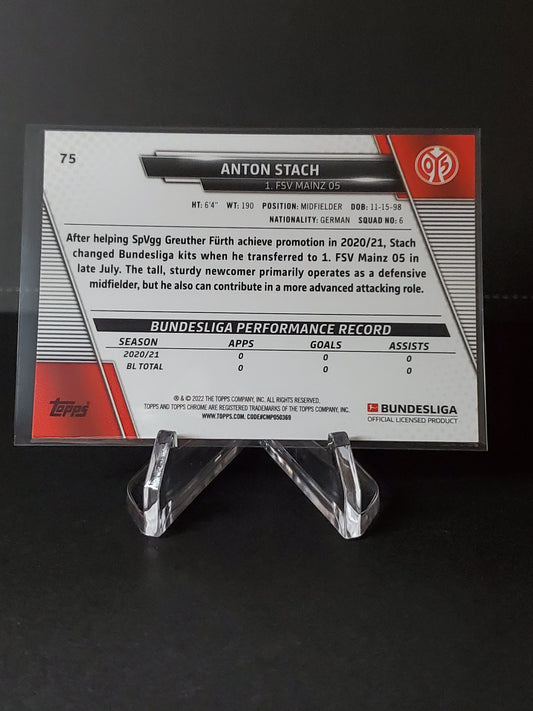 75
ANTON STACH
1. FSV MAINZ 05
05
HT: 6'4" WT: 190 POSITION: MIDFIELDER DOB: 11-15-98
NATIONALITY: GERMAN SQUAD NO: 6
After helping SpVgg Greuther Fürth achieve promotion in 2020/21, Stach
changed Bundesliga kits when he transferred to 1. FSV Mainz 05 in
late July. The tall, sturdy newcomer primarily operates as a defensive
midfielder, but he also can contribute in a more advanced attacking role.
BUNDESLIGA PERFORMANCE RECORD
SEASON APPS GOALS ASSISTS
2020/21 0 0 0
BL TOTAL 0 0 0
topps
® & © 2022 THE TOPPS COMPANY, INC. ALL RIGHTS RESERVED.
TOPPS AND TOPPS CHROME ARE REGISTERED TRADEMARKS OF THE TOPPS COMPANY, INC.
WWW.TOPPS.COM. CODE#CMP050369
BUNDESLIGA
OFFICIAL LICENSED PRODUCT